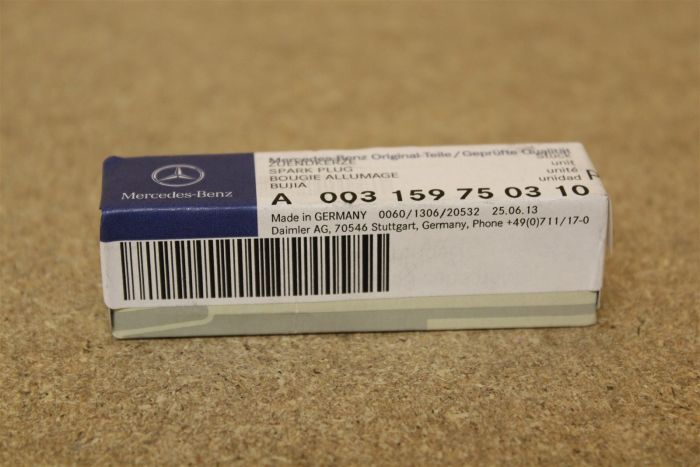 Mercedes-Benz
Mercedes-Benz Original-Teile/Geprüfte Qualität
ZUENDKERZE
SPARK PLUG
BOUGIE ALLUMAGE
BUJIA
STUCK
unit
unité
unidad
A 003 159 75 03 10
Made in GERMANY 0060/1306/20532 25.06.13
Daimler AG, 70546 Stuttgart, Germany, Phone +49(0)711/17-0